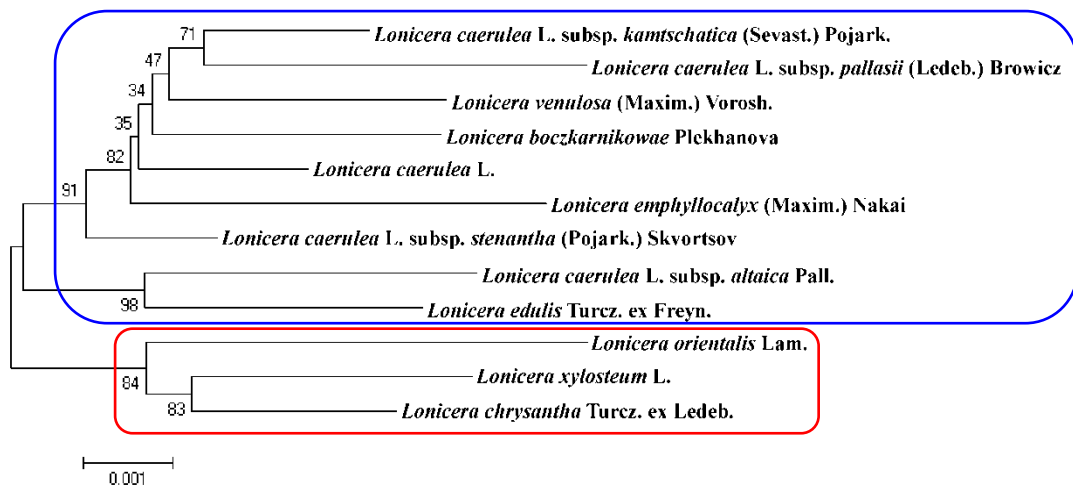 71 Lonicera caerulea L. subsp. kamtschatica (Sevast.) Pojark.
47 Lonicera caerulea L. subsp. pallasii (Ledeb.) Browicz
34 Lonicera venulosa (Maxim.) Vorosh.
35 Lonicera boczkarnikowae Plekhanova
82 Lonicera caerulea L.
91 Lonicera emphyllocalyx (Maxim.) Nakai
Lonicera caerulea L. subsp. stenantha (Pojark.) Skvortsov
Lonicera caerulea L. subsp. altaica Pall.
98 Lonicera edulis Turcz. ex Freyn.
Lonicera orientalis Lam.
84 Lonicera xylosteum L.
83 Lonicera chrysantha Turcz. ex Ledeb.
0.001